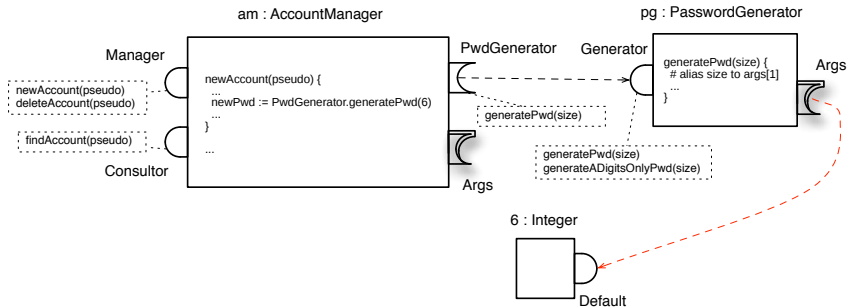 am : AccountManager
pg : PasswordGenerator
Manager
PwdGenerator
Generator
Args
newAccount(pseudo)
deleteAccount(pseudo)
findAccount(pseudo)
Consultor
newAccount(pseudo) {
...
newPwd := PwdGenerator.generatePwd(6)
...
}
...
generatePwd(size)
Args
generatePwd(size) {
# alias size to args[1]
...
}
generatePwd(size)
generateADigitsOnlyPwd(size)
6 : Integer
Default